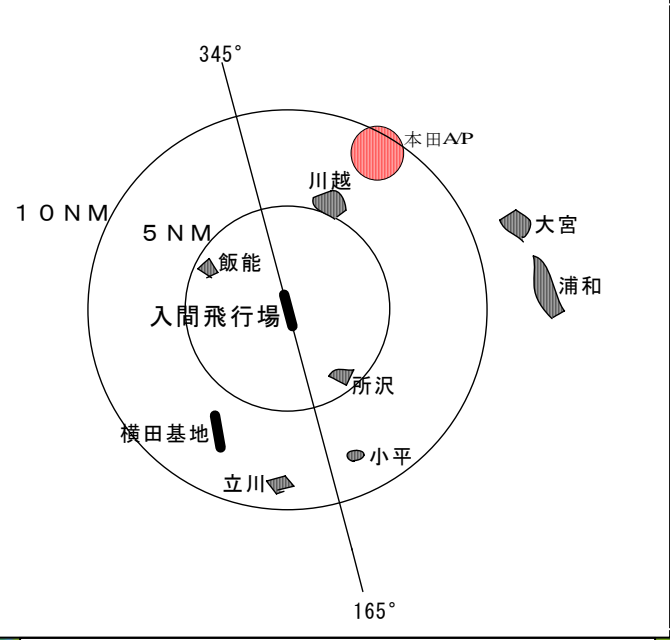 345°
本田A/P
川越
１０ＮＭ
５ＮＭ
大宮
飯能
浦和
入間飛行場
所沢
横田基地
小平
立川
165°